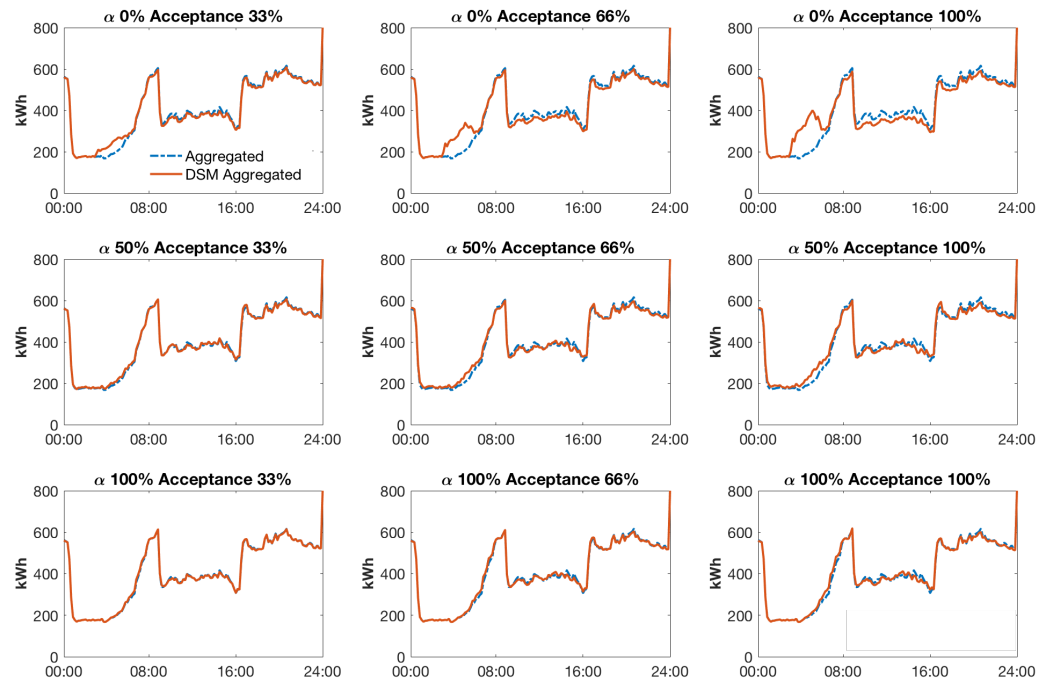 α 0% Acceptance 33%
800
600
400
200
0
kWh
00:00 08:00 16:00 24:00
Aggregated
DSM Aggregated
α 0% Acceptance 66%
800
600
400
200
0
kWh
00:00 08:00 16:00 24:00
α 0% Acceptance 100%
800
600
400
200
0
kWh
00:00 08:00 16:00 24:00
α 50% Acceptance 33%
800
600
400
200
0
kWh
00:00 08:00 16:00 24:00
α 50% Acceptance 66%
800
600
400
200
0
kWh
00:00 08:00 16:00 24:00
α 50% Acceptance 100%
800
600
400
200
0
kWh
00:00 08:00 16:00 24:00
α 100% Acceptance 33%
800
600
400
200
0
kWh
00:00 08:00 16:00 24:00
α 100% Acceptance 66%
800
600
400
200
0
kWh
00:00 08:00 16:00 24:00
α 100% Acceptance 100%
800
600
400
200
0
kWh
00:00 08:00 16:00 24:00